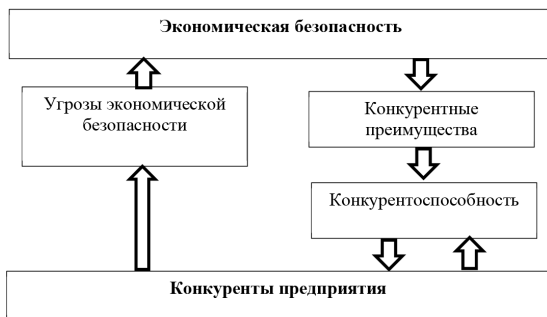 Экономическая безопасность
Угрозы экономической
безопасности
Конкурентные
преимущества
Конкурентоспособность
Конкуренты предприятия